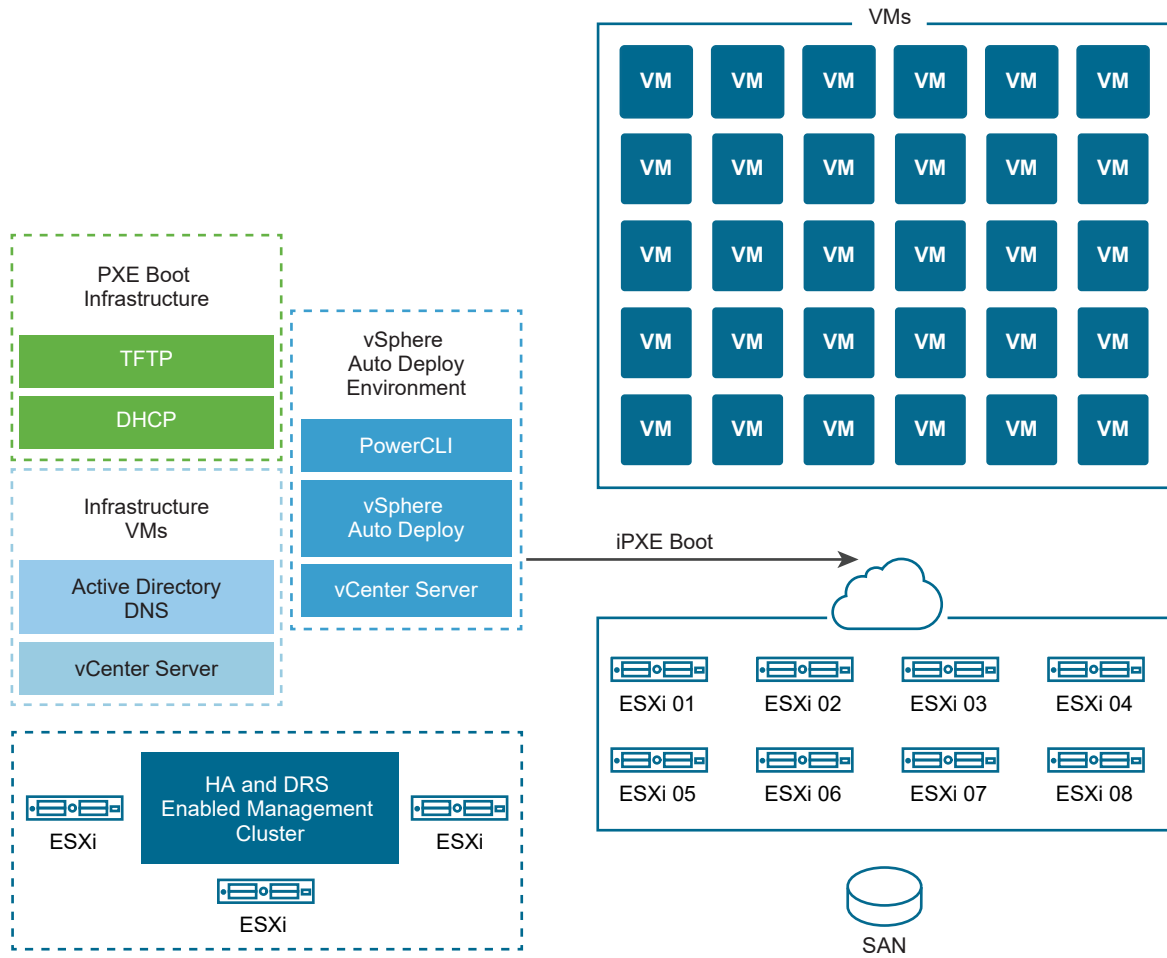 VMs
VM VM VM VM VM VM
VM VM VM VM VM VM
VM VM VM VM VM VM
VM VM VM VM VM VM
VM VM VM VM VM VM
PXE Boot
Infrastructure
TFTP
DHCP
Infrastructure
VMs
Active Directory
DNS
vCenter Server
vSphere
Auto Deploy
Environment
PowerCLI
vSphere
Auto Deploy
vCenter Server
iPXE Boot
ESXi 01 ESXi 02 ESXi 03 ESXi 04
ESXi 05 ESXi 06 ESXi 07 ESXi 08
HA and DRS
Enabled Management
Cluster
ESXi
ESXi
ESXi
SAN